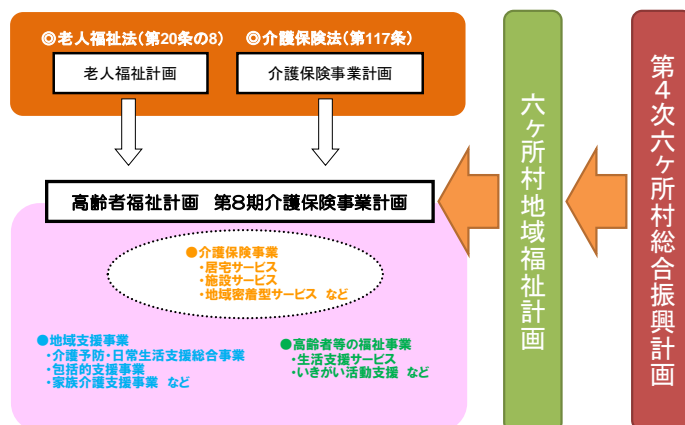 ◎老人福祉法(第20条の8)
◎介護保険法(第117条)
老人福祉計画
介護保険事業計画
高齢者福祉計画 第8期介護保険事業計画
●介護保険事業
・居宅サービス
・施設サービス
・地域密着型サービス など
●地域支援事業
・介護予防・日常生活支援総合事業
・包括的支援事業
・家族介護支援事業 など
●高齢者等の福祉事業
・生活支援サービス
・いきがい活動支援 など
六ヶ所村地域福祉計画
第4次六ヶ所村総合振興計画